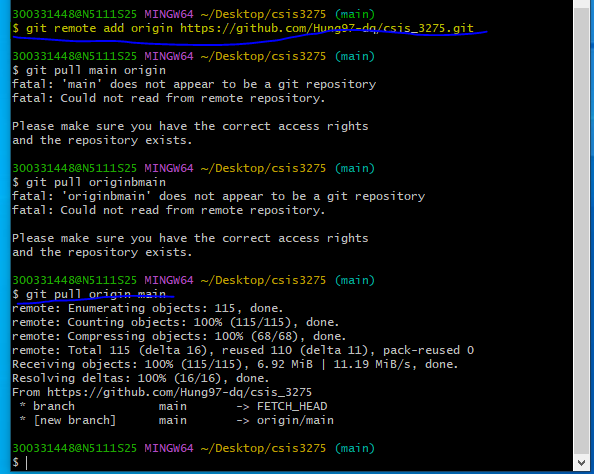 300331448@N5111S25 MINGW64 ~/Desktop/csis3275 (main)
$ git remote add origin https://github.com/Hung97-dq/csis_3275.git
300331448@N5111S25 MINGW64 ~/Desktop/csis3275 (main)
$ git pull main origin
fatal: 'main' does not appear to be a git repository
fatal: Could not read from remote repository.
Please make sure you have the correct access rights
and the repository exists.
300331448@N5111S25 MINGW64 ~/Desktop/csis3275 (main)
$ git pull originbmain
fatal: 'originbmain' does not appear to be a git repository
fatal: Could not read from remote repository.
Please make sure you have the correct access rights
and the repository exists.
300331448@N5111S25 MINGW64 ~/Desktop/csis3275 (main)
$ git pull origin main
remote: Enumerating objects: 115, done.
remote: Counting objects: 100% (115/115), done.
remote: Compressing objects: 100% (68/68), done.
remote: Total 115 (delta 16), reused 110 (delta 11), pack-reused 0
Receiving objects: 100% (115/115), 6.92 MiB | 11.19 MiB/s, done.
Resolving deltas: 100% (16/16), done.
From https://github.com/Hung97-dq/csis_3275
 * branch            main       -> FETCH_HEAD
 * [new branch]      main       -> origin/main
300331448@N5111S25 MINGW64 ~/Desktop/csis3275 (main)
$